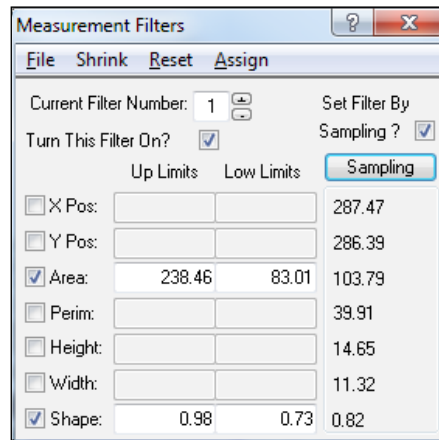 Measurement Filters ? X
File Shrink Reset Assign
Current Filter Number: 1 Set Filter By
Turn This Filter On? Sampling ?
Up Limits Low Limits Sampling
X Pos: 287.47
Y Pos: 286.39
Area: 238.46 83.01 103.79
Perim: 39.91
Height: 14.65
Width: 11.32
Shape: 0.98 0.73 0.82